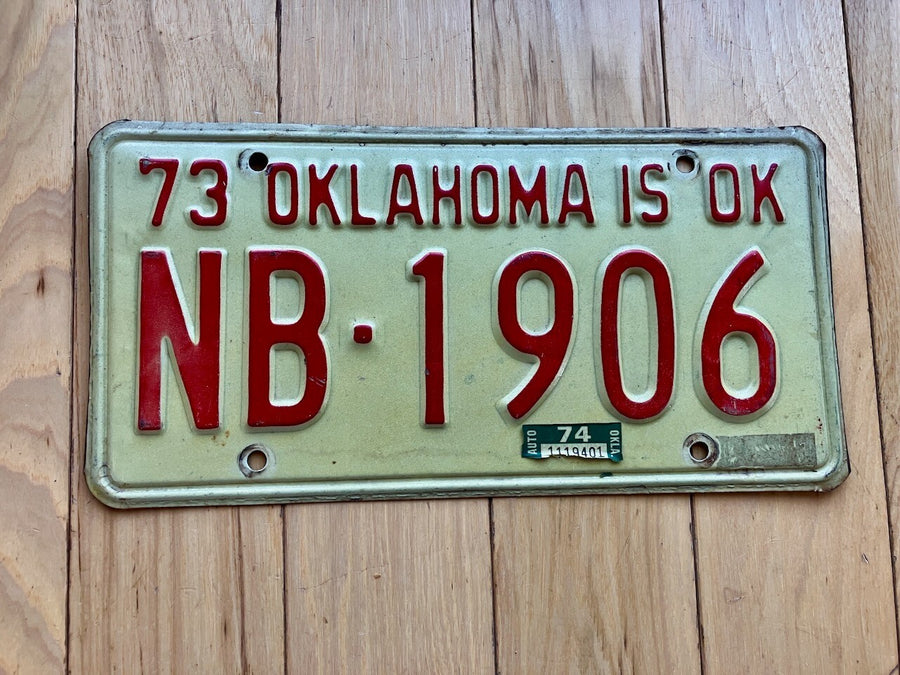 73 OKLAHOMA IS OK
NB·1906
AUTO 74 OKLA.
1119401